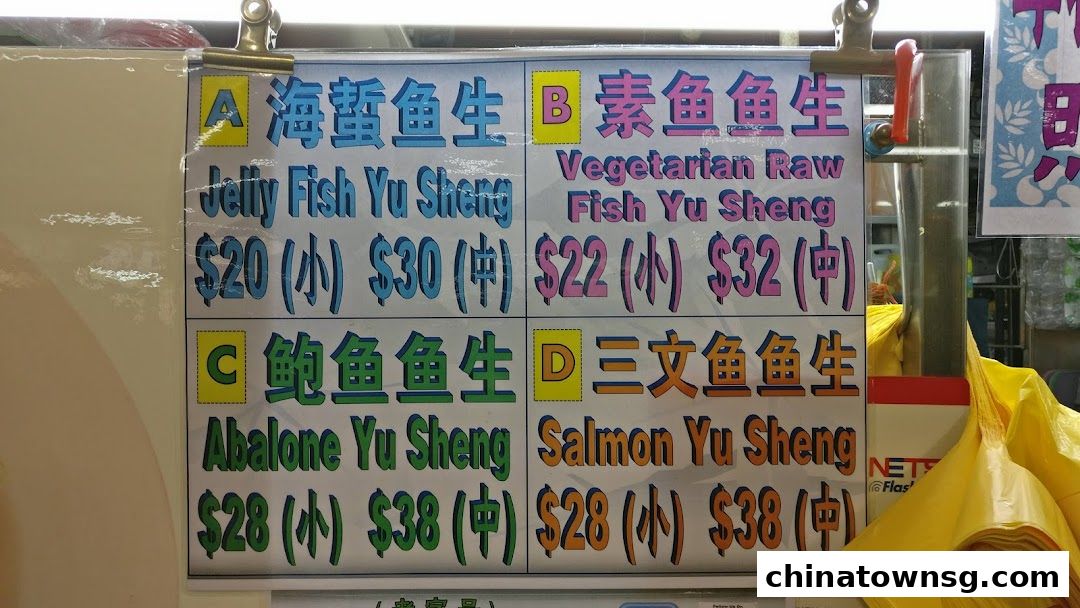 A 海蜇鱼生
Jelly Fish Yu Sheng
$20 (小) $30 (中)
B 素鱼鱼生
Vegetarian Raw
Fish Yu Sheng
$22 (小) $32 (中)
C 鲍鱼鱼生
Abalone Yu Sheng
$28 (小) $38 (中)
D 三文鱼鱼生
Salmon Yu Sheng
$28 (小) $38 (中)
NETS
Flash
chinatownsg.com